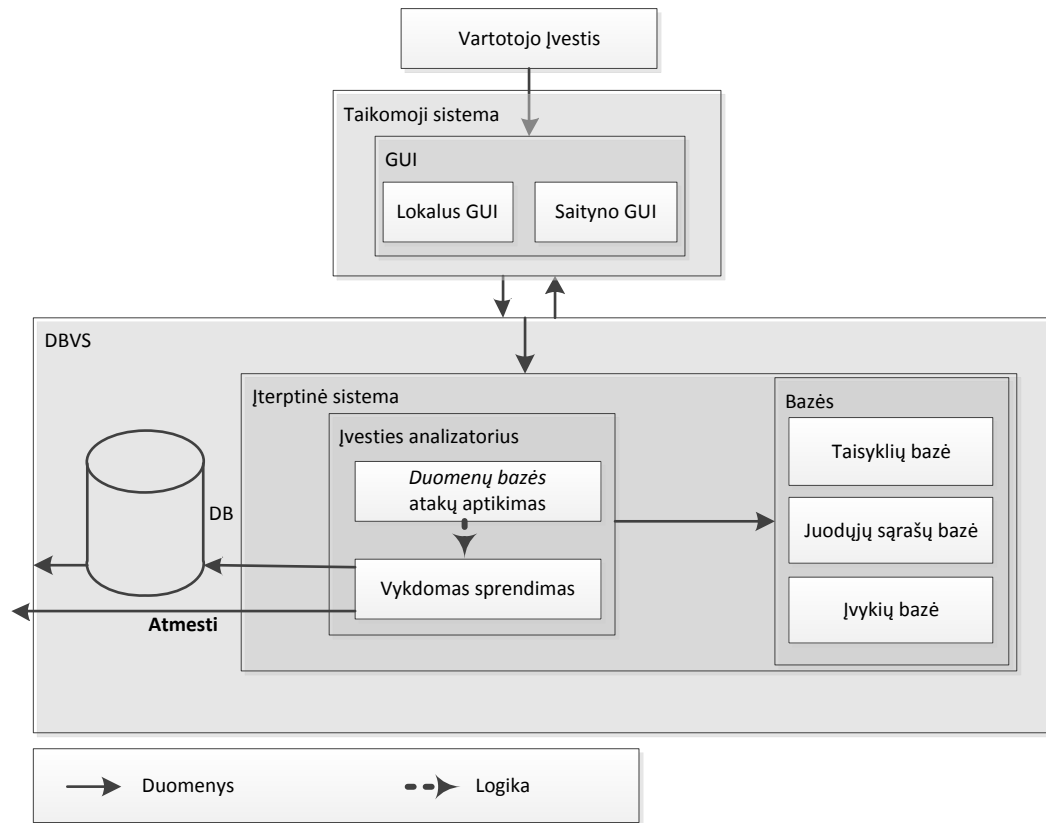 Vartotojo Įvestis
Taikomoji sistema
GUI
Lokalus GUI
Saityno GUI
DBVS
Įterptinė sistema
Įvesties analizatorius
Duomenų bazės
atakų aptikimas
Vykdomas sprendimas
DB
Atmesti
Bazės
Taisyklių bazė
Juodųjų sąrašų bazė
Įvykių bazė
Duomenys
Logika